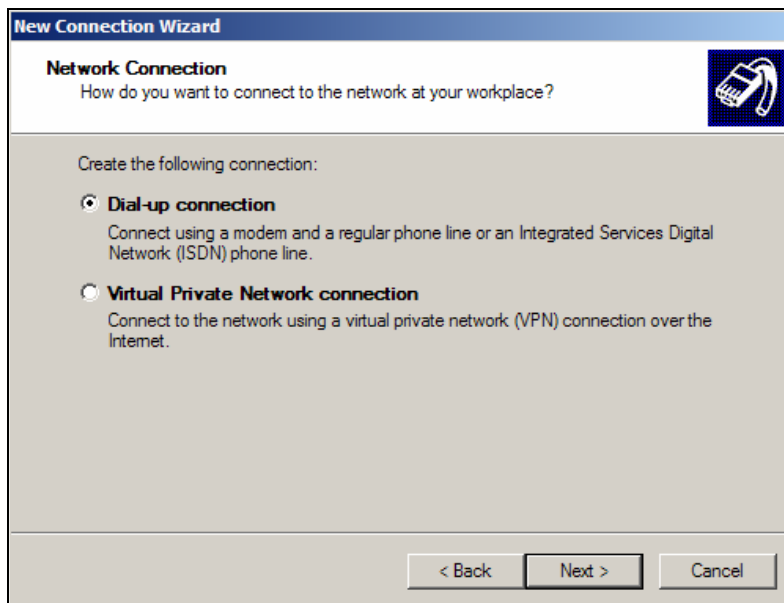 New Connection Wizard
Network Connection
How do you want to connect to the network at your workplace?
Create the following connection:
Dial-up connection
Connect using a modem and a regular phone line or an Integrated Services Digital
Network (ISDN) phone line.
Virtual Private Network connection
Connect to the network using a virtual private network (VPN) connection over the
Internet.
< Back Next > Cancel